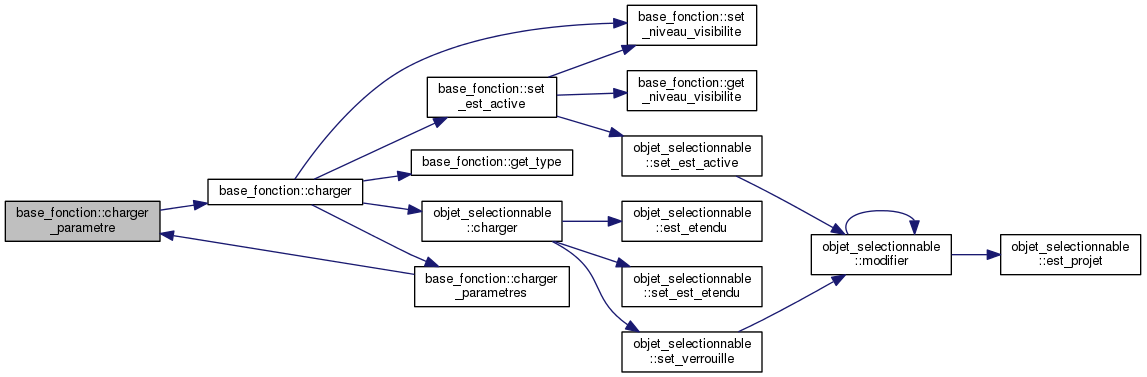 base_fonction::charger
_parametre
base_fonction::charger
base_fonction::set
_niveau_visibilite
base_fonction::set
_est_active
base_fonction::get
_niveau_visibilite
objet_selectionnable
::set_est_active
base_fonction::get_type
objet_selectionnable
::charger
objet_selectionnable
::est_etendu
base_fonction::charger
_parametres
objet_selectionnable
::set_est_etendu
objet_selectionnable
::set_verrouille
objet_selectionnable
::modifier
objet_selectionnable
::est_projet